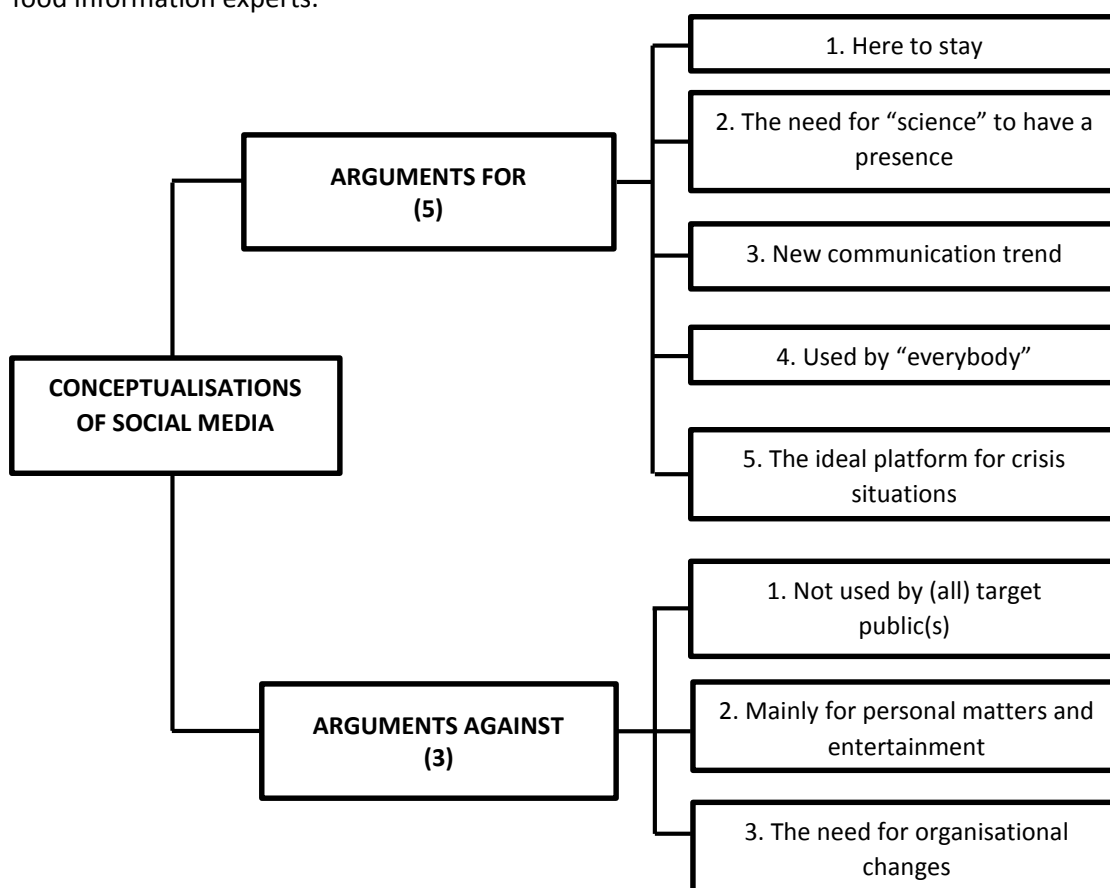 food information experts.
1. Here to stay
2. The need for “science” to have a
presence
ARGUMENTS FOR
(5)
3. New communication trend
4. Used by “everybody”
CONCEPTUALISATIONS
OF SOCIAL MEDIA
5. The ideal platform for crisis
situations
1. Not used by (all) target
public(s)
ARGUMENTS AGAINST
(3)
2. Mainly for personal matters and
entertainment
3. The need for organisational
changes